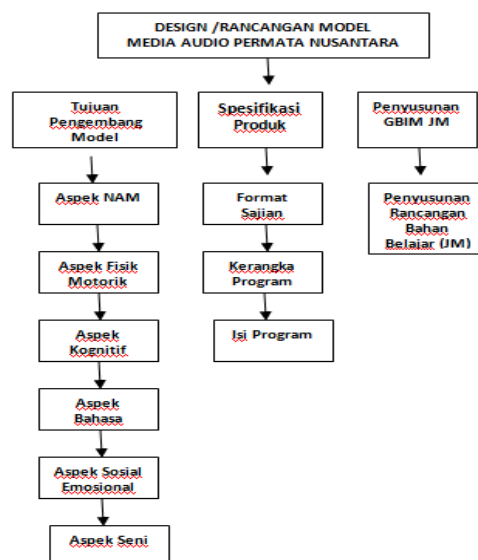 DESIGN /RANCANGAN MODEL
MEDIA AUDIO PERMATA NUSANTARA
Tujuan
Pengembang
Model
Aspek NAM
Aspek Fisik
Motorik
Aspek
Kognitif
Aspek
Bahasa
Aspek Sosial
Emosional
Aspek Seni
Spesifikasi
Produk
Format
Sajian
Kerangka
Program
Isi Program
Penyusunan
GBIM JM
Penyusunan
Rancangan
Bahan
Belajar (JM)